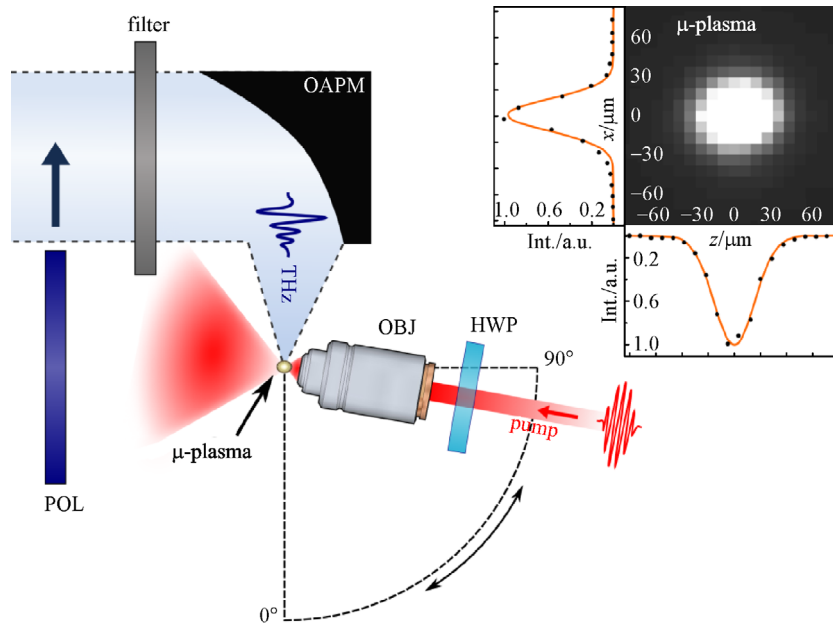 filter
OAPM
THz
OBJ
HWP
90°
pump
μ-plasma
POL
0°
μ-plasma
60
30
0
−30
−60
x/μm
1.0 0.6 0.2
Int./a.u.
−60 −30 0 30
z/μm
0.2
0.6
1.0
Int./a.u.